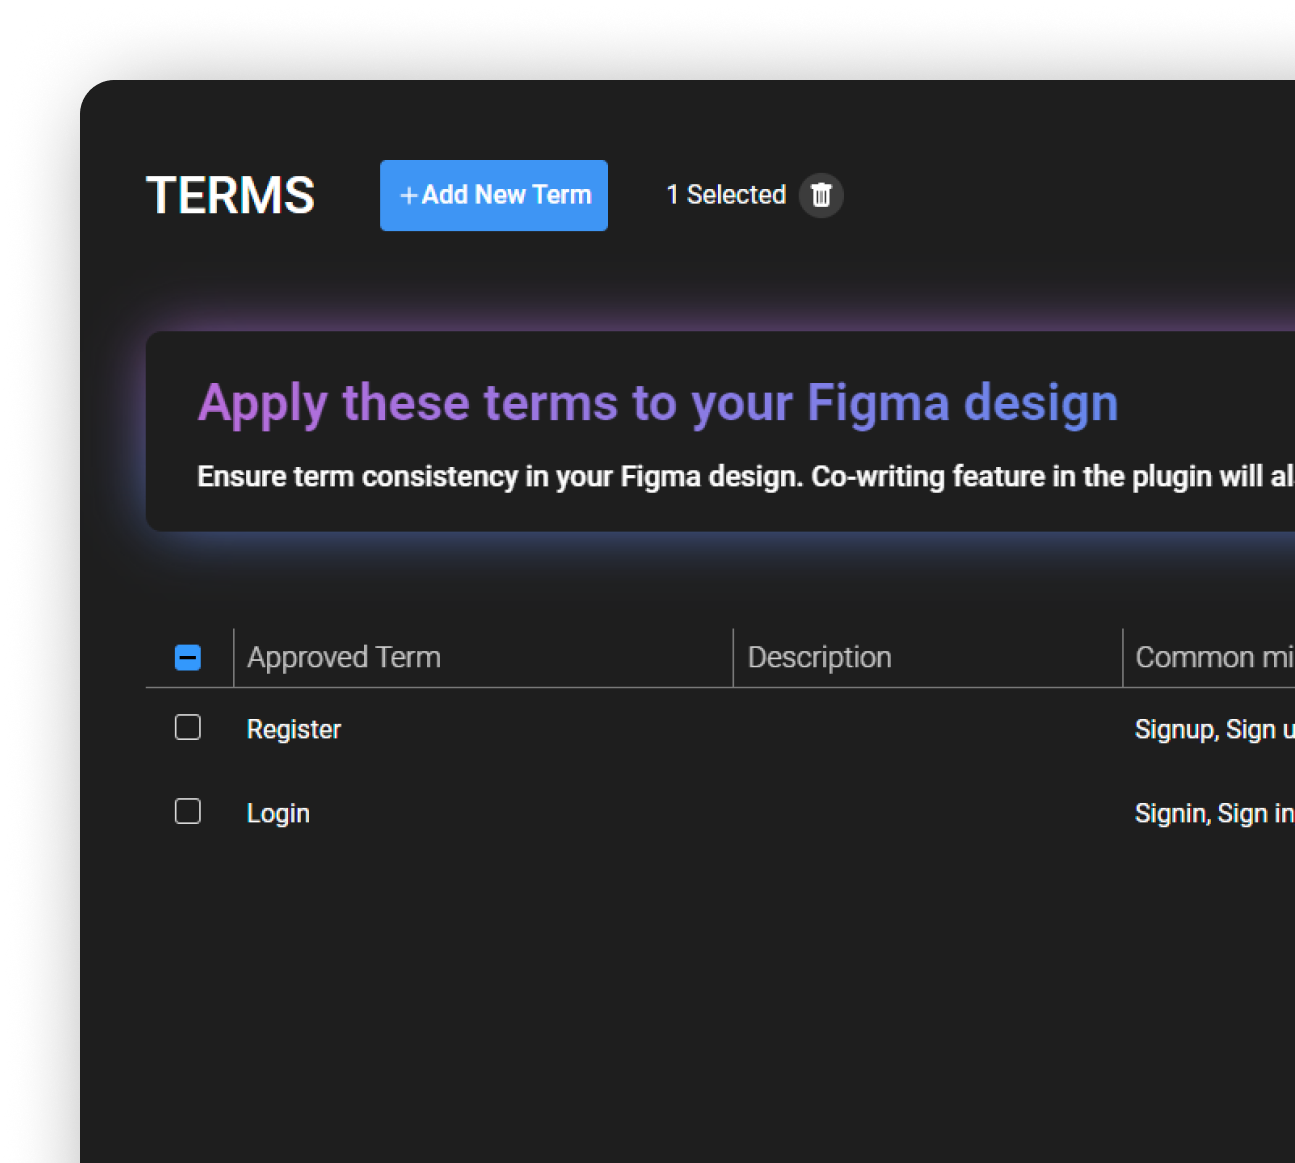 TERMS
+Add New Term
1 Selected
Apply these terms to your Figma design
Ensure term consistency in your Figma design. Co-writing feature in the plugin will
Approved Term
Description
Common
Register
Signup, Sign
Login
Signin, Sign in